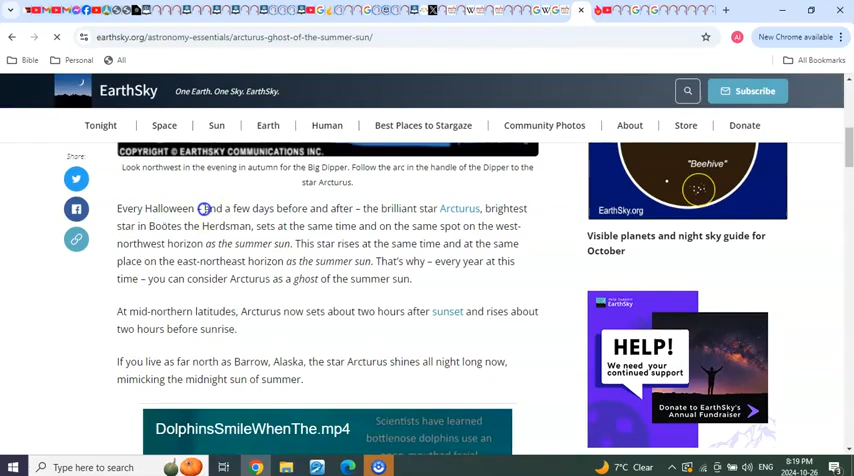 earthsky.org/astronomy-essentials/arcturus-ghost-of-the-summer-sun/
AI
New Chrome available
Bible
Personal
All
All Bookmarks
EarthSky
One Earth. One Sky. EarthSky.
Subscribe
Tonight
Space
Sun
Earth
Human
Best Places to Stargaze
Community Photos
About
Store
Donate
Share:
COPYRIGHT © EARTHSKY COMMUNICATIONS INC.
Look northwest in the evening in autumn for the Big Dipper. Follow the arc in the handle of the Dipper to the
star Arcturus.
Every Halloween – and a few days before and after – the brilliant star Arcturus, brightest
star in Boötes the Herdsman, sets at the same time and on the same spot on the west-
northwest horizon as the summer sun. This star rises at the same time and at the same
place on the east-northeast horizon as the summer sun. That's why – every year at this
time – you can consider Arcturus as a ghost of the summer sun.
At mid-northern latitudes, Arcturus now sets about two hours after sunset and rises about
two hours before sunrise.
If you live as far north as Barrow, Alaska, the star Arcturus shines all night long now,
mimicking the midnight sun of summer.
DolphinsSmileWhenThe.mp4
Scientists have learned
bottlenose dolphins use an
"Beehive"
EarthSky.org
Visible planets and night sky guide for
October
Help Support
EarthSky
HELP!
We need your
continued support
Donate to EarthSky's
Annual Fundraiser
Type here to search
7°C Clear
ENG
8:19 PM
2024-10-26
3